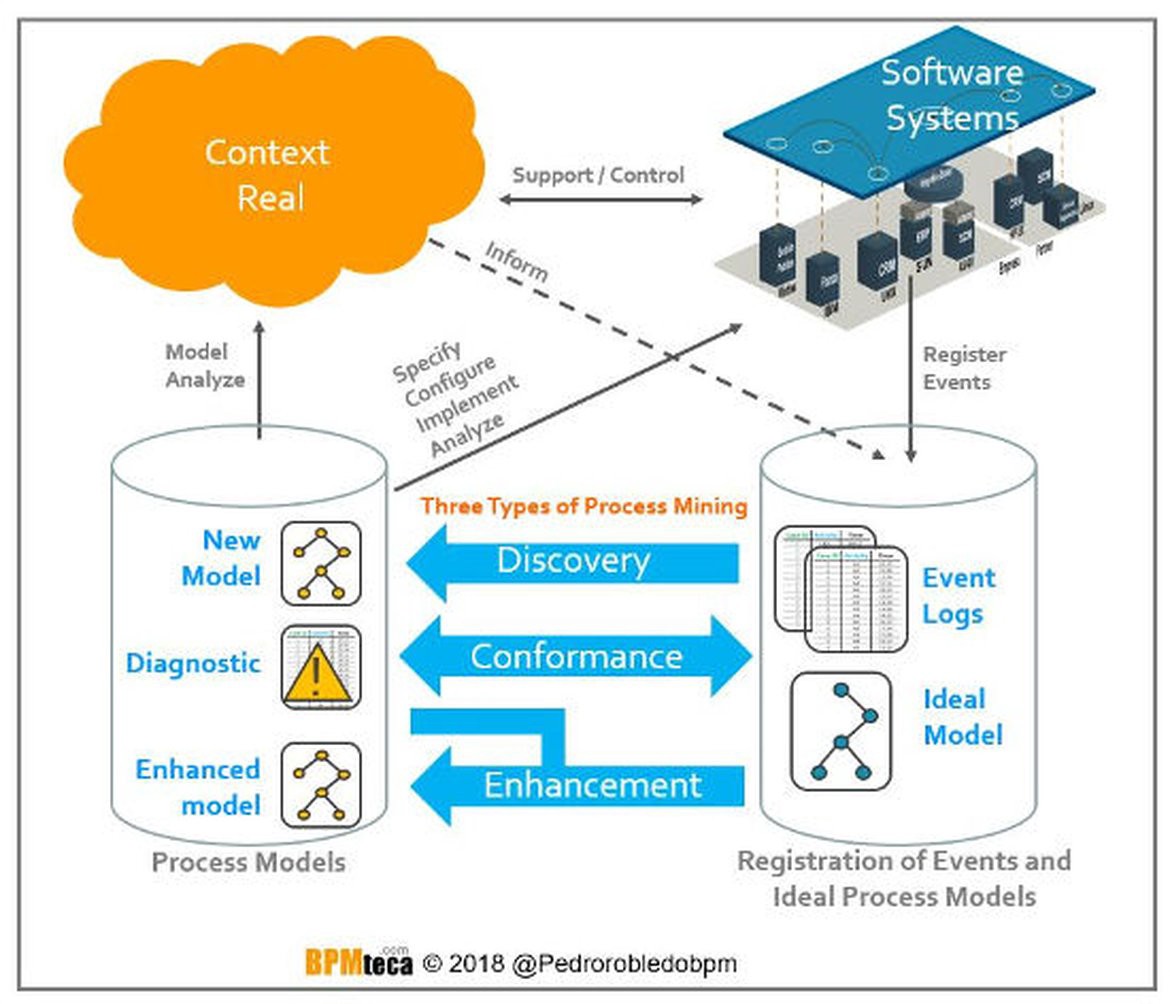 Context
Real
Software
Systems
Support / Control
Inform
CRM
Model
Analyze
Specify
Configure
Implement
Analyze
Register
Events
Three Types of Process Mining
New
Model
Discovery
Event
Logs
Diagnostic
Conformance
Ideal
Model
Enhanced
model
Enhancement
Process Models
Registration of Events and
Ideal Process Models
BPMteca.com © 2018 @Pedrorobledobpm